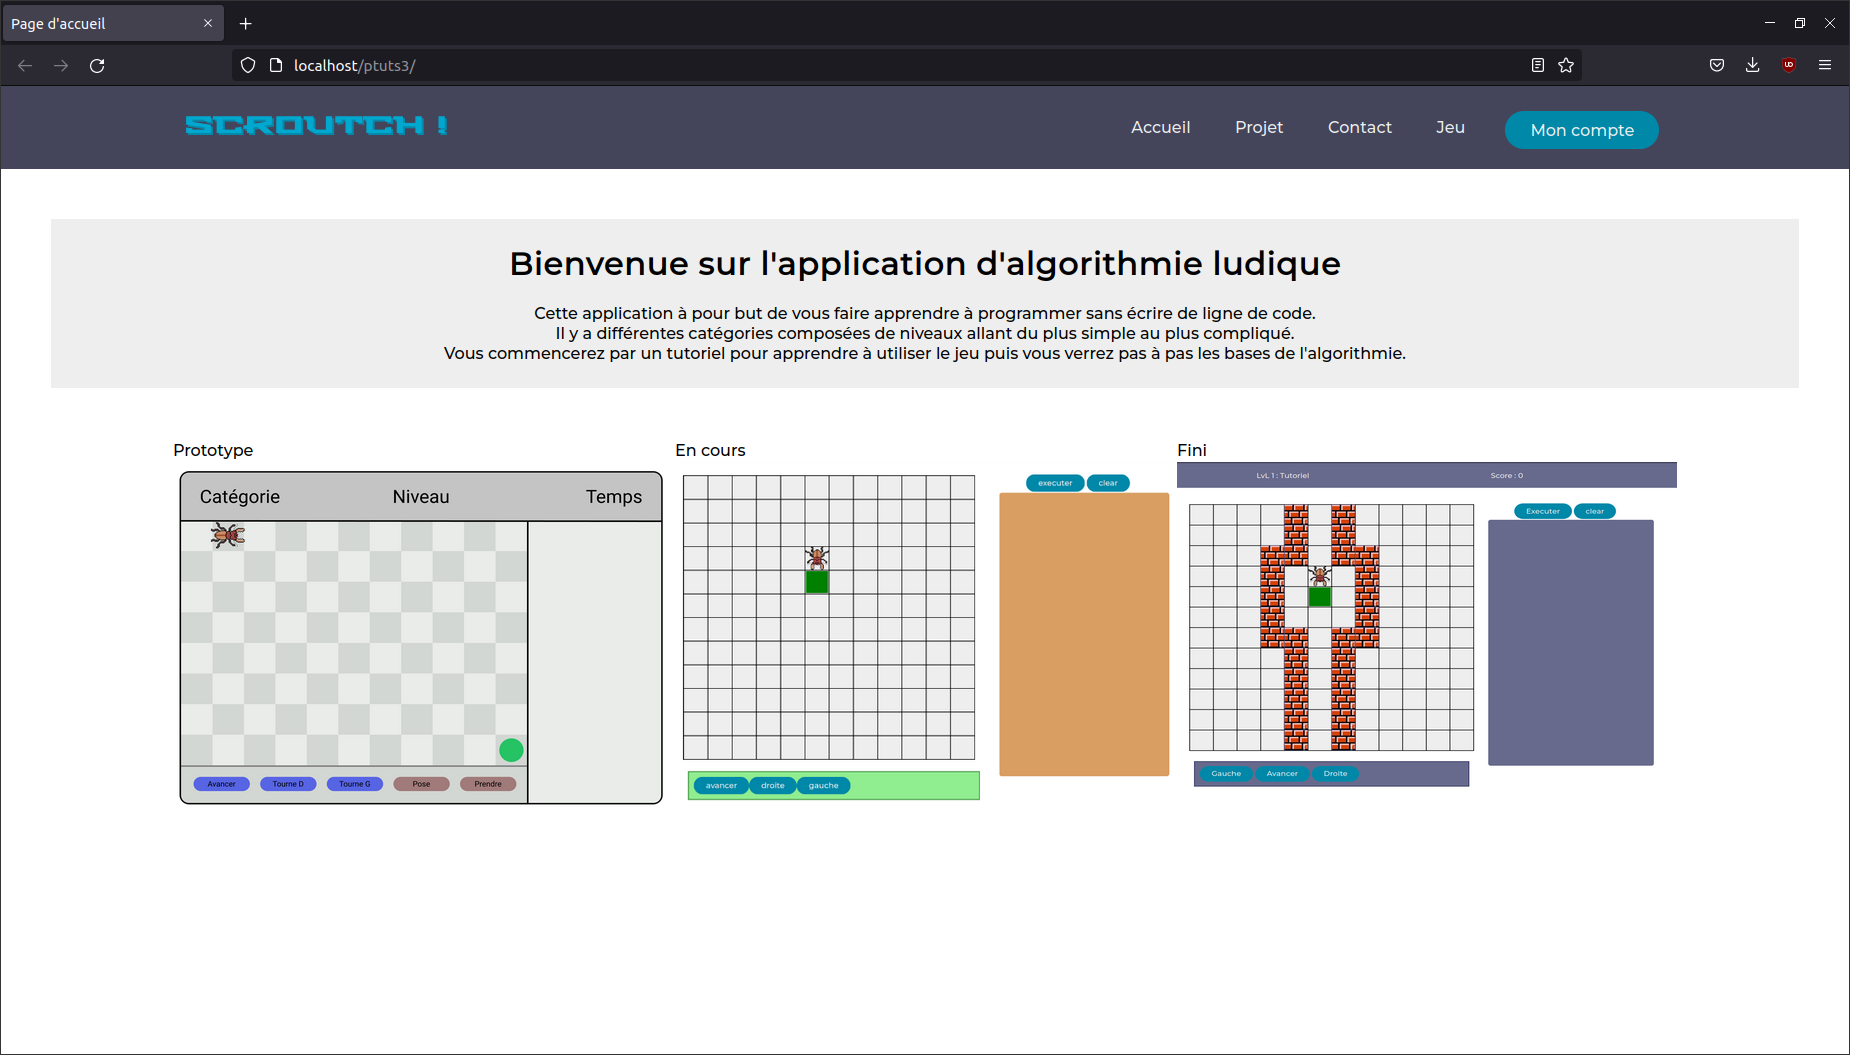 Page d'accueil
localhost/ptuts3/
SCROUTCH !
Accueil
Projet
Contact
Jeu
Mon compte
Bienvenue sur l'application d'algorithmie ludique
Cette application à pour but de vous faire apprendre à programmer sans écrire de ligne de code.
Il y a différentes catégories composées de niveaux allant du plus simple au plus compliqué.
Vous commencerez par un tutoriel pour apprendre à utiliser le jeu puis vous verrez pas à pas les bases de l'algorithmie.
Prototype
Catégorie
Niveau
Temps
Avancer
Tourne D
Tourne G
Pose
Prendre
En cours
executer
clear
avancer
droite
gauche
Fini
LvL 1 : Tutoriel
Score : 0
Executer
clear
Gauche
Avancer
Droite